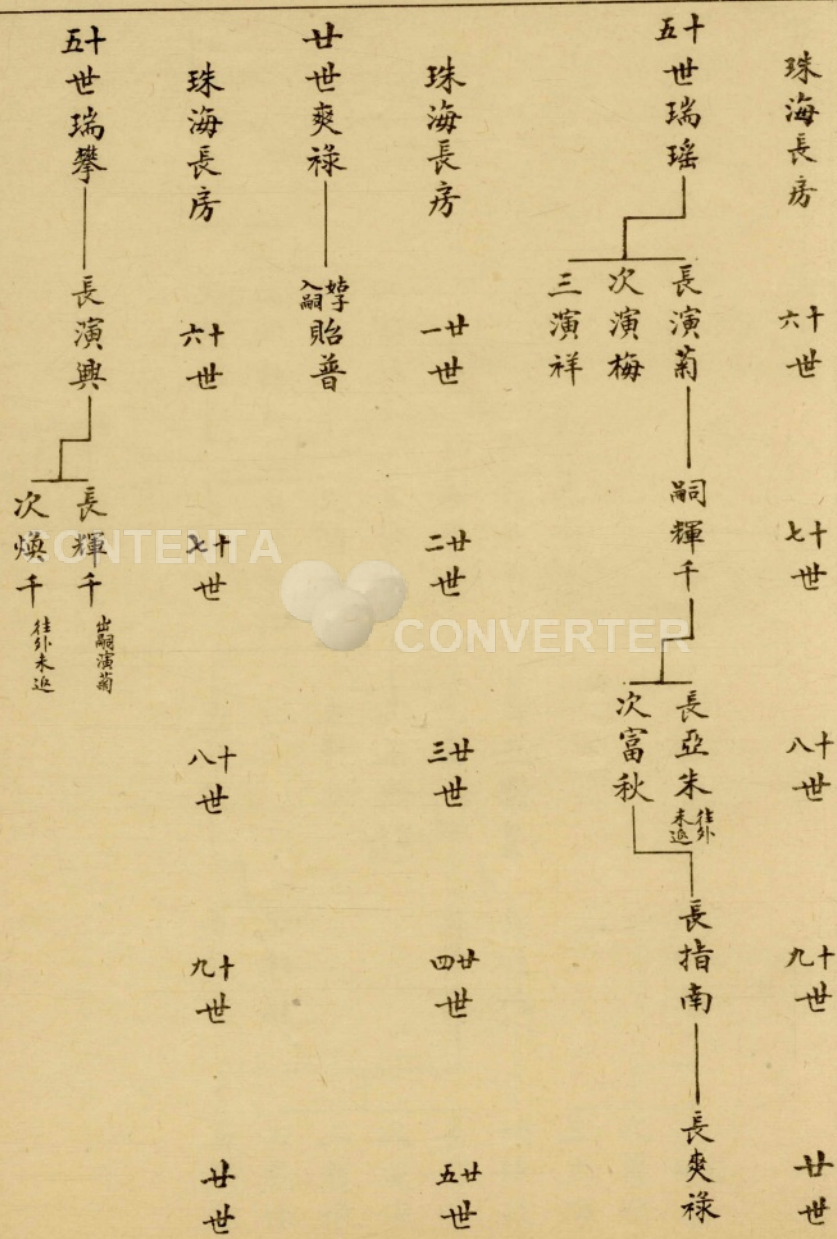 珠海長房
十六世
十七世
十八世
十九世
廿世
十五世瑞瑤
長演菊
次演梅
三演祥
嗣輝千
長亞朱
往外未返
次富秋
長指南
長爽祿
珠海長房
廿一世
廿二世
廿三世
廿四世
廿五世
廿世爽祿
入嗣
貽普
珠海長房
十六世
十七世
十八世
十九世
廿世
十五世瑞攀
長演興
長輝千
出嗣演菊
次煥千
往外未返
CONTENTA
CONVERTER